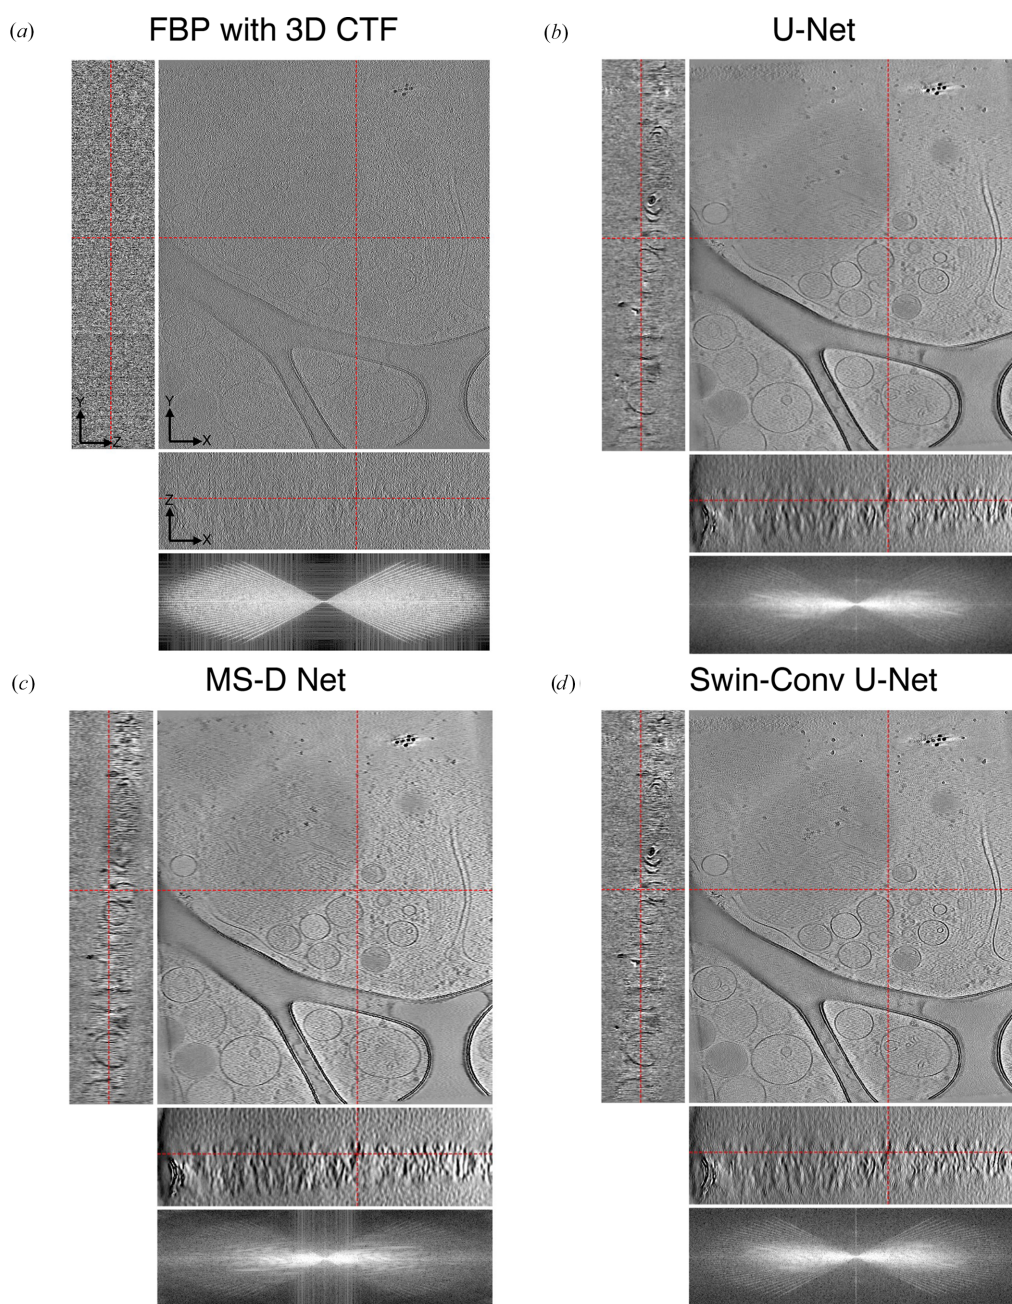 (a) FBP with 3D CTF
(b) U-Net
Y
Z
Y
X
Z
X
(c) MS-D Net
(d) Swin-Conv U-Net